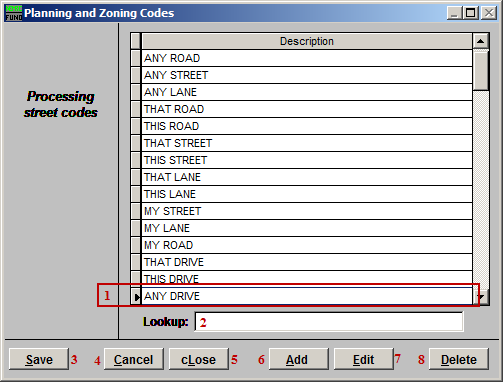 FUND Planning and Zoning Codes
Description
Processing
street codes
ANY ROAD
ANY STREET
ANY LANE
THAT ROAD
THIS ROAD
THAT STREET
THIS STREET
THAT LANE
THIS LANE
MY STREET
MY LANE
MY ROAD
THAT DRIVE
THIS DRIVE
1 ANY DRIVE
Lookup: 2
Save 3 4 Cancel cLose 5 6 Add Edit 7 8 Delete